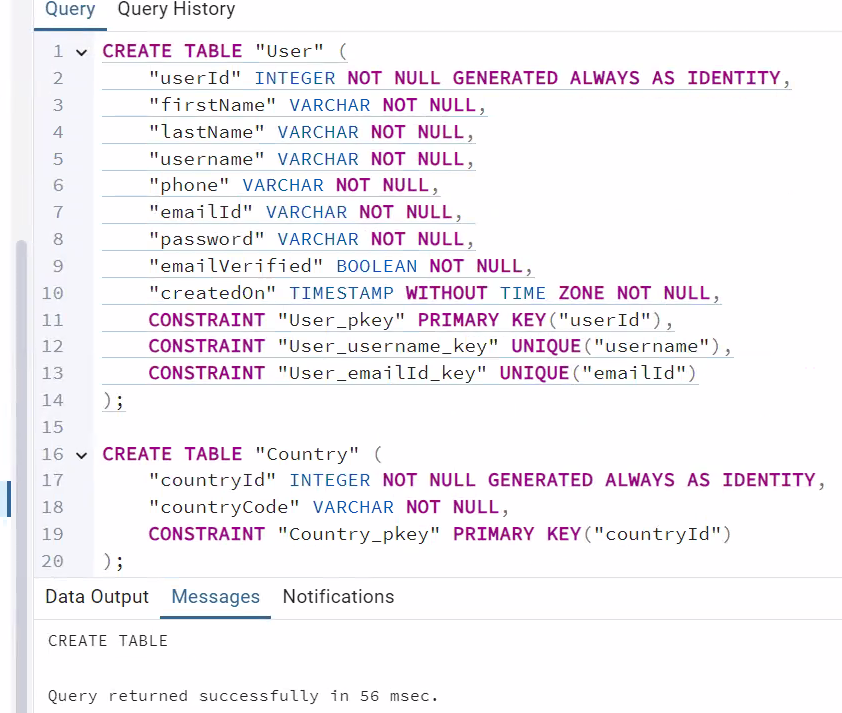 Query Query History
1 CREATE TABLE "User" (
2 "userId" INTEGER NOT NULL GENERATED ALWAYS AS IDENTITY,
3 "firstName" VARCHAR NOT NULL,
4 "lastName" VARCHAR NOT NULL,
5 "username" VARCHAR NOT NULL,
6 "phone" VARCHAR NOT NULL,
7 "emailId" VARCHAR NOT NULL,
8 "password" VARCHAR NOT NULL,
9 "emailVerified" BOOLEAN NOT NULL,
10 "createdOn" TIMESTAMP WITHOUT TIME ZONE NOT NULL,
11 CONSTRAINT "User_pkey" PRIMARY KEY("userId"),
12 CONSTRAINT "User_username_key" UNIQUE("username"),
13 CONSTRAINT "User_emailId_key" UNIQUE("emailId")
14 );
15
16 CREATE TABLE "Country" (
17 "countryId" INTEGER NOT NULL GENERATED ALWAYS AS IDENTITY,
18 "countryCode" VARCHAR NOT NULL,
19 CONSTRAINT "Country_pkey" PRIMARY KEY("countryId")
20 );
Data Output Messages Notifications
CREATE TABLE
Query returned successfully in 56 msec.